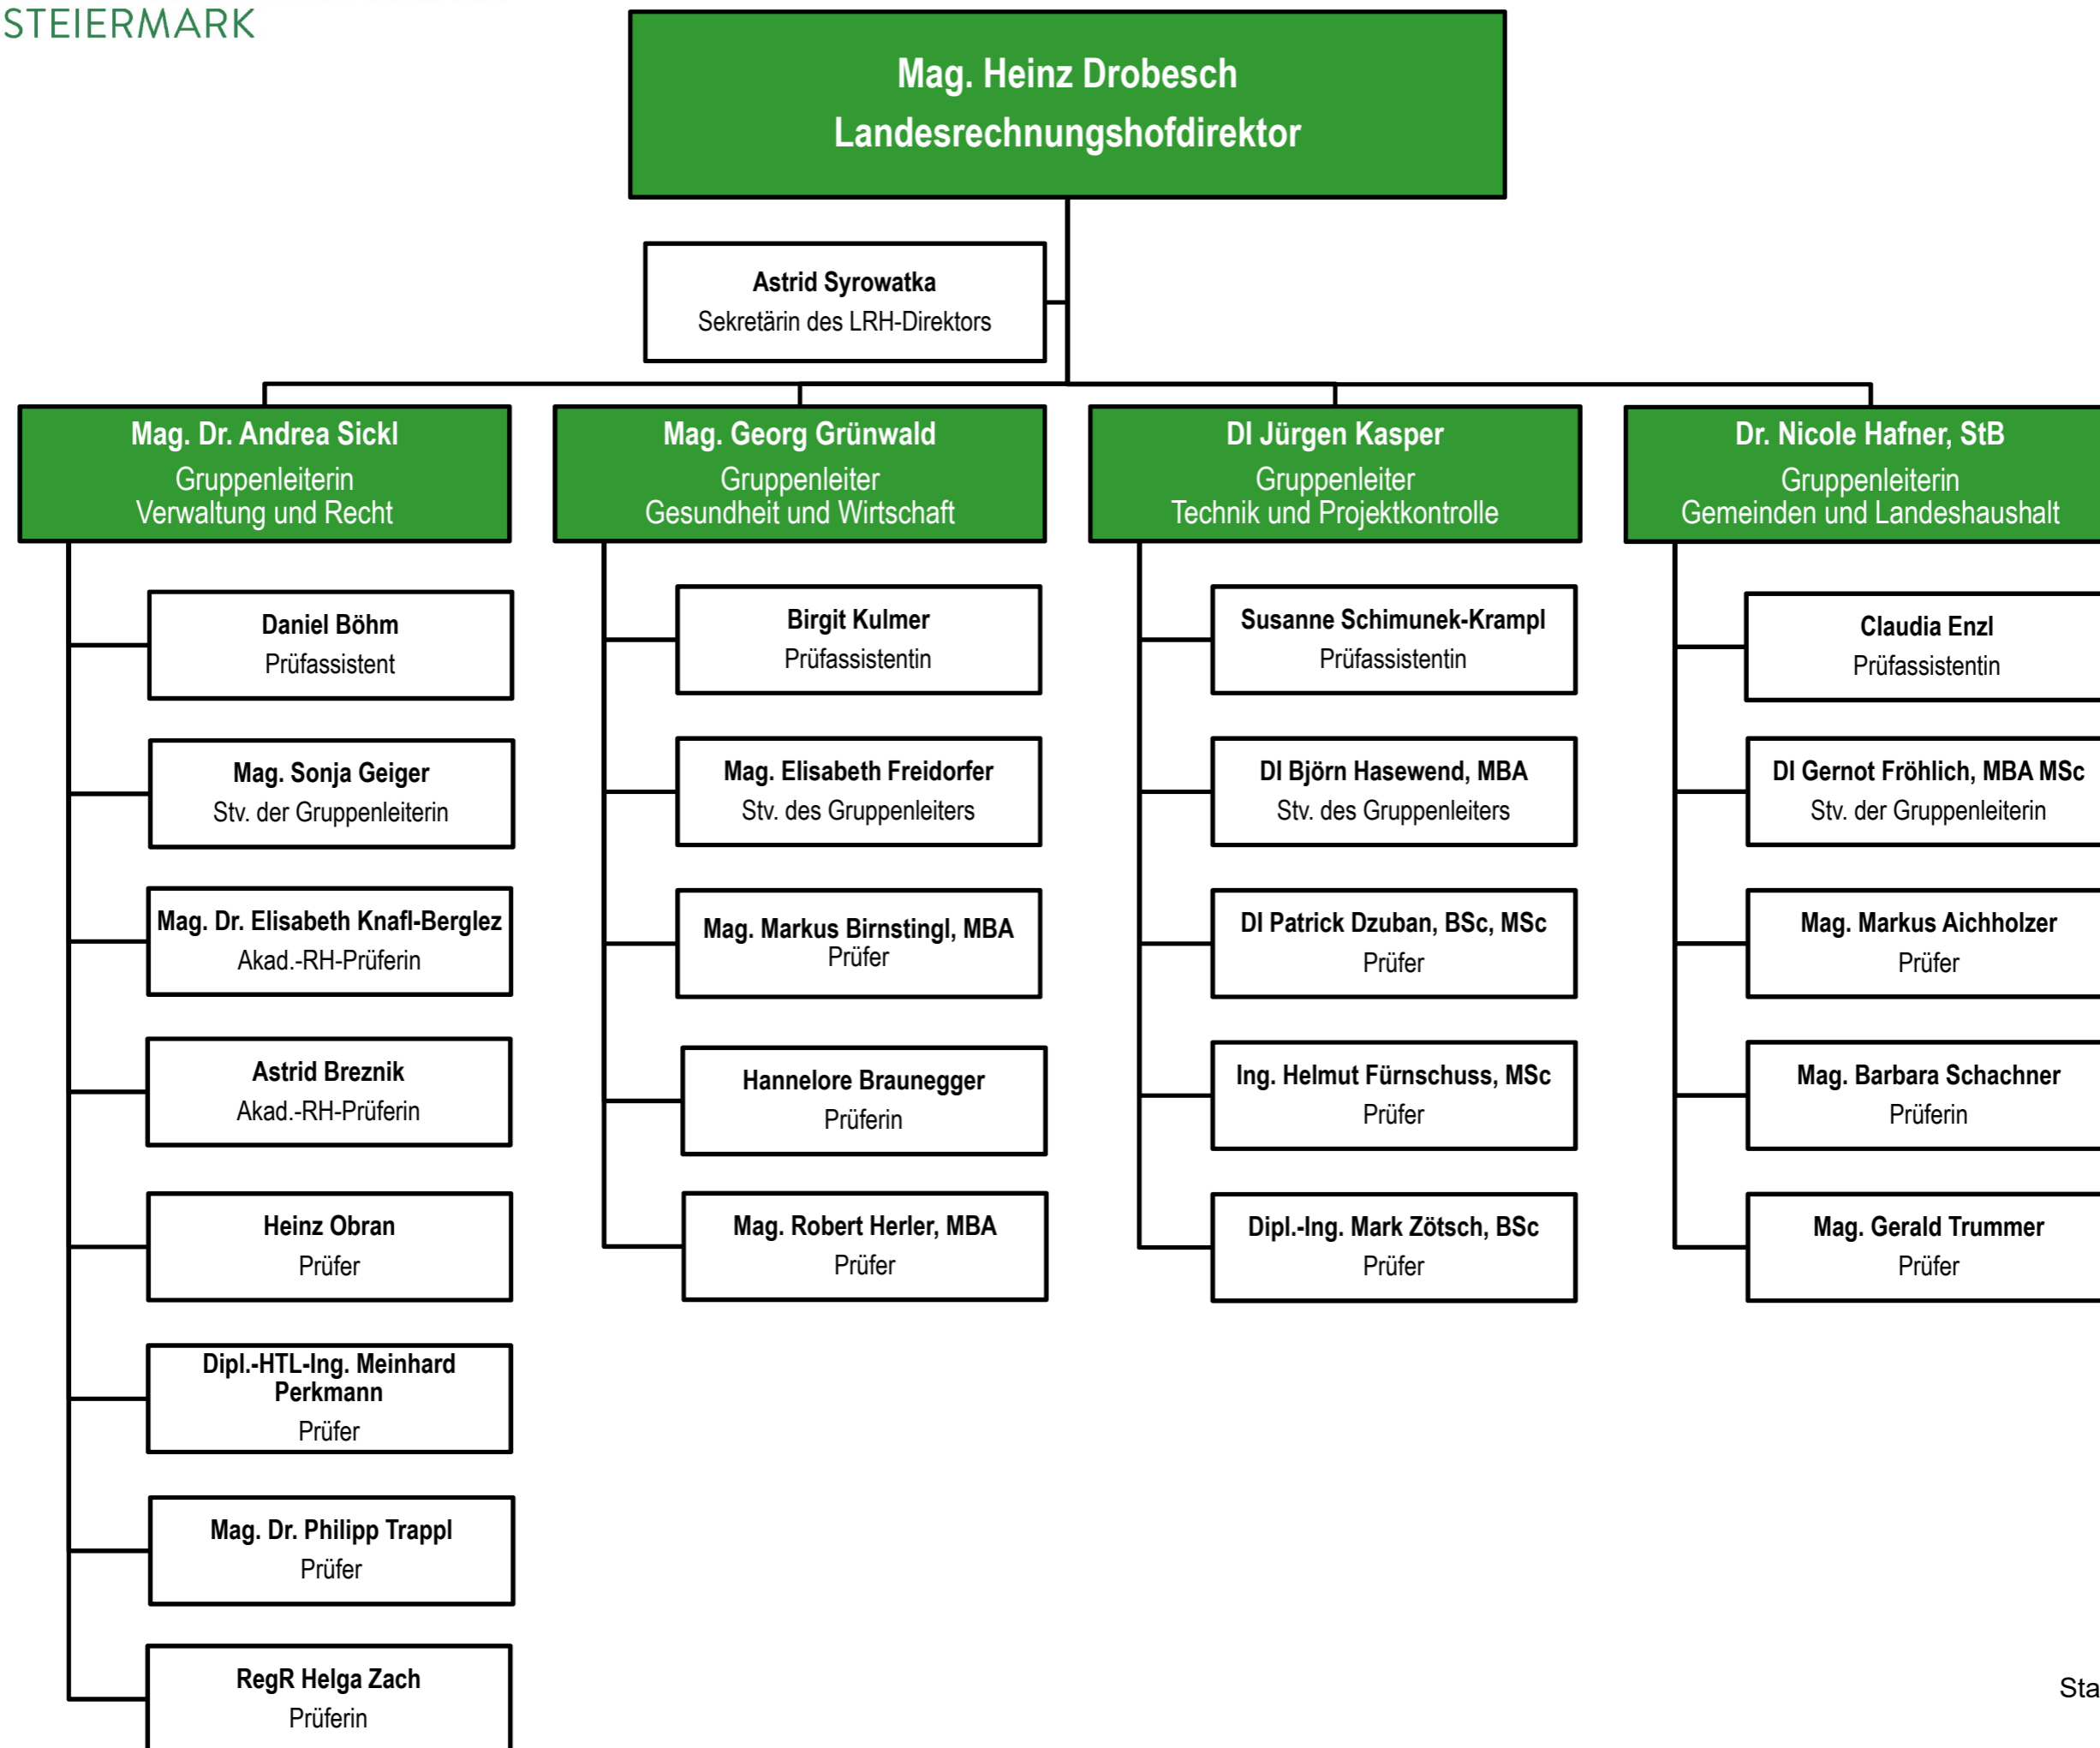 STEIERMARK
Mag. Heinz Drobesch
Landesrechnungshofdirektor
Astrid Syrowatka
Sekretärin des LRH-Direktors
Mag. Dr. Andrea Sickl
Gruppenleiterin
Verwaltung und Recht
Daniel Böhm
Prüfassistent
Mag. Sonja Geiger
Stv. der Gruppenleiterin
Mag. Dr. Elisabeth Knafl-Berglez
Akad.-RH-Prüferin
Astrid Breznik
Akad.-RH-Prüferin
Heinz Obran
Prüfer
Dipl.-HTL-Ing. Meinhard
Perkmann
Prüfer
Mag. Dr. Philipp Trappl
Prüfer
RegR Helga Zach
Prüferin
Mag. Georg Grünwald
Gruppenleiter
Gesundheit und Wirtschaft
Birgit Kulmer
Prüfassistentin
Mag. Elisabeth Freidorfer
Stv. des Gruppenleiters
Mag. Markus Birnstingl, MBA
Prüfer
Hannelore Braunegger
Prüferin
Mag. Robert Herler, MBA
Prüfer
DI Jürgen Kasper
Gruppenleiter
Technik und Projektkontrolle
Susanne Schimunek-Krampl
Prüfassistentin
DI Björn Hasewend, MBA
Stv. des Gruppenleiters
DI Patrick Dzuban, BSc, MSc
Prüfer
Ing. Helmut Fürnschuss, MSc
Prüfer
Dipl.-Ing. Mark Zötsch, BSc
Prüfer
Dr. Nicole Hafner, StB
Gruppenleiterin
Gemeinden und Landeshaushalt
Claudia Enzl
Prüfassistentin
DI Gernot Fröhlich, MBA MSc
Stv. der Gruppenleiterin
Mag. Markus Aichholzer
Prüfer
Mag. Barbara Schachner
Prüferin
Mag. Gerald Trummer
Prüfer
Sta